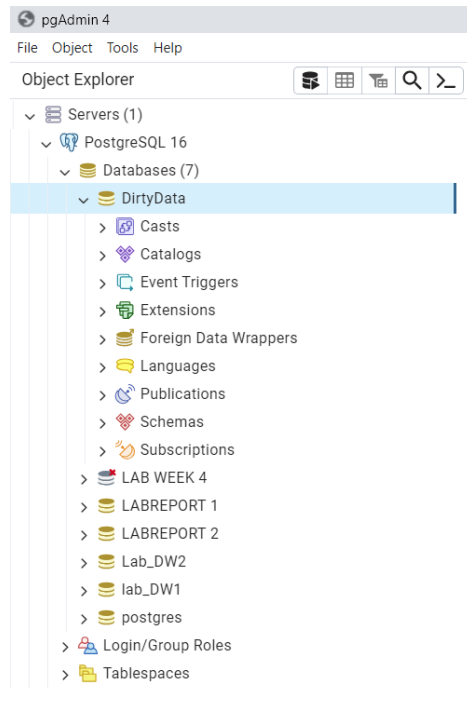 pgAdmin 4
File Object Tools Help
Object Explorer
Servers (1)
PostgreSQL 16
Databases (7)
DirtyData
Casts
Catalogs
Event Triggers
Extensions
Foreign Data Wrappers
Languages
Publications
Schemas
Subscriptions
LAB WEEK 4
LABREPORT 1
LABREPORT 2
Lab_DW2
lab_DW1
postgres
Login/Group Roles
Tablespaces